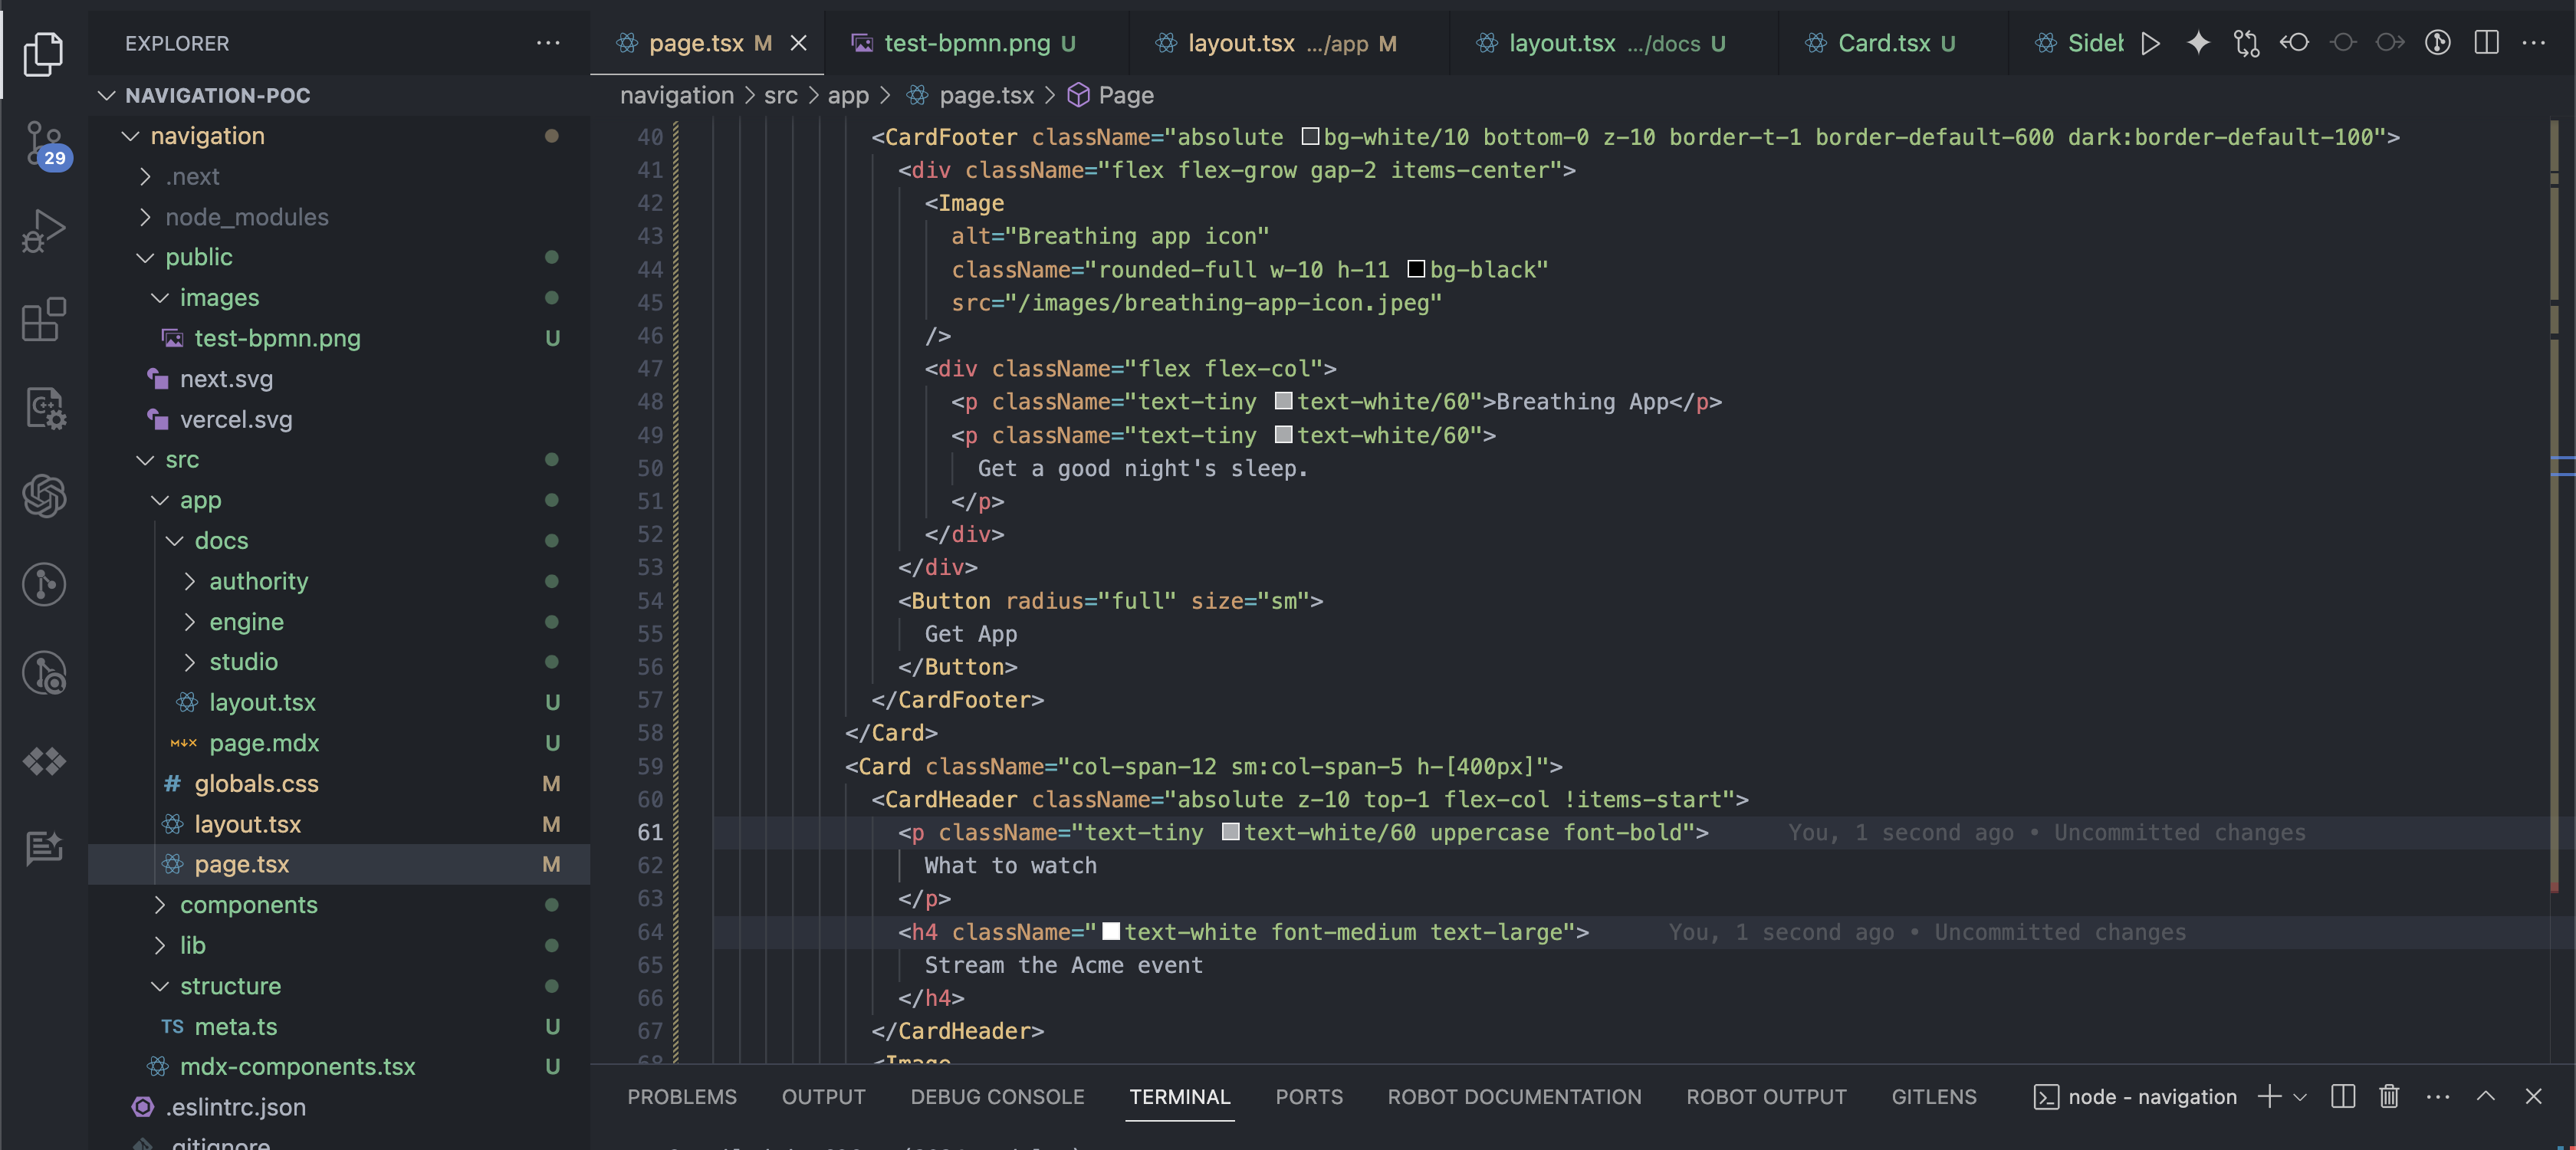 EXPLORER
NAVIGATION-POC
navigation
29
.next
node_modules
public
images
test-bpmn.png U
next.svg
vercel.svg
src
app
docs
authority
engine
studio
layout.tsx U
page.mdx U
globals.css M
layout.tsx M
page.tsx M
components
lib
structure
TS meta.ts U
mdx-components.tsx U
.eslintrc.json
.gitignore
page.tsx M
test-bpmn.png U
layout.tsx .../app M
layout.tsx .../docs U
Card.tsx U
navigation > src > app > page.tsx > Page
40 <CardFooter className="absolute bg-white/10 bottom-0 z-10 border-t-1 border-default-600 dark:border-default-100">
41 <div className="flex flex-grow gap-2 items-center">
42 <Image
43 alt="Breathing app icon"
44 className="rounded-full w-10 h-11 bg-black"
45 src="/images/breathing-app-icon.jpeg"
46 />
47 <div className="flex flex-col">
48 <p className="text-tiny text-white/60">Breathing App</p>
49 <p className="text-tiny text-white/60">
50 Get a good night's sleep.
51 </p>
52 </div>
53 </div>
54 <Button radius="full" size="sm">
55 Get App
56 </Button>
57 </CardFooter>
58 </Card>
59 <Card className="col-span-12 sm:col-span-5 h-[400px]">
60 <CardHeader className="absolute z-10 top-1 flex-col !items-start">
61 <p className="text-tiny text-white/60 uppercase font-bold"> You, 1 second ago • Uncommitted changes
62 What to watch
63 </p>
64 <h4 className="text-white font-medium text-large"> You, 1 second ago • Uncommitted changes
65 Stream the Acme event
66 </h4>
67 </CardHeader>
68 <Image
PROBLEMS OUTPUT DEBUG CONSOLE TERMINAL PORTS ROBOT DOCUMENTATION ROBOT OUTPUT GITLENS node - navigation